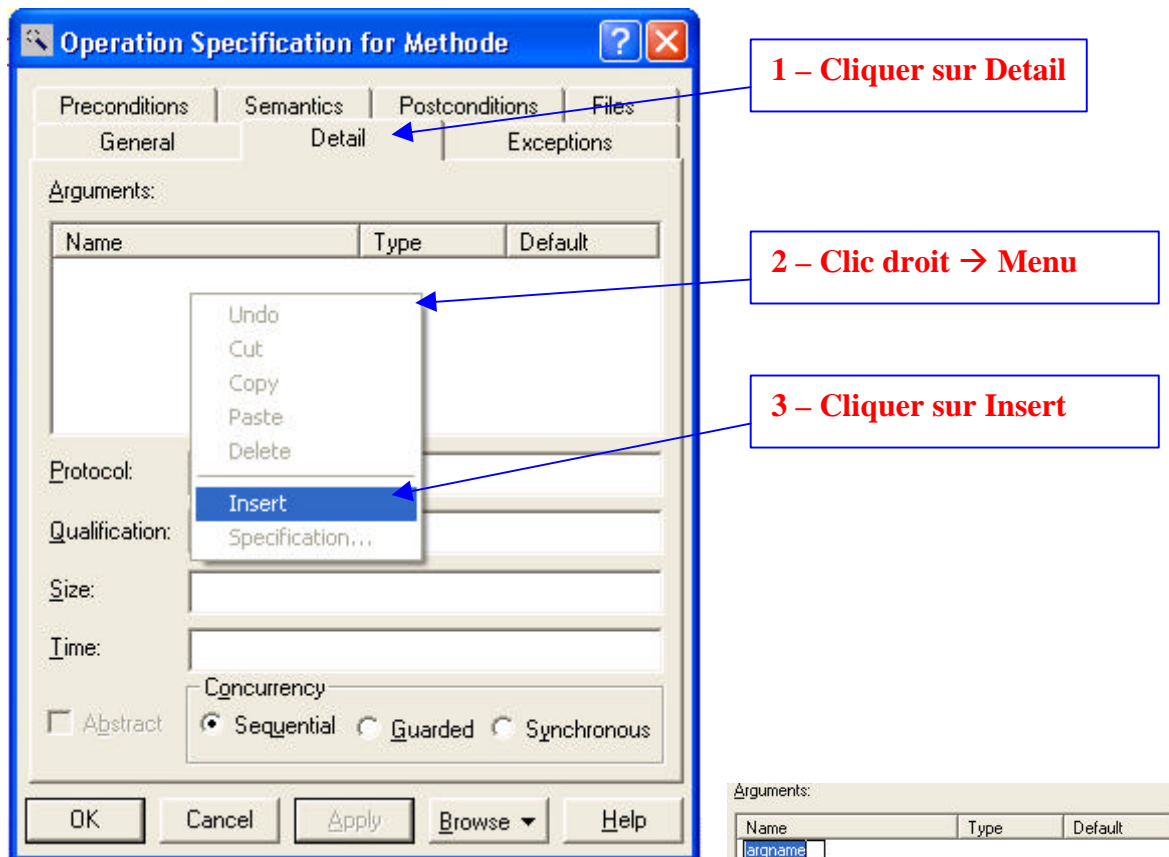 Operation Specification for Methode
Preconditions Semantics Postconditions Files
General Detail Exceptions
Arguments:
Name Type Default
Undo
Cut
Copy
Paste
Delete
Insert
Specification...
Protocol:
Qualification:
Size:
Time:
Concurrency
Abstract Sequential Guarded Synchronous
OK Cancel Apply Browse Help
1 – Cliquer sur Detail
2 – Clic droit → Menu
3 – Cliquer sur Insert
Arguments:
Name Type Default
argname